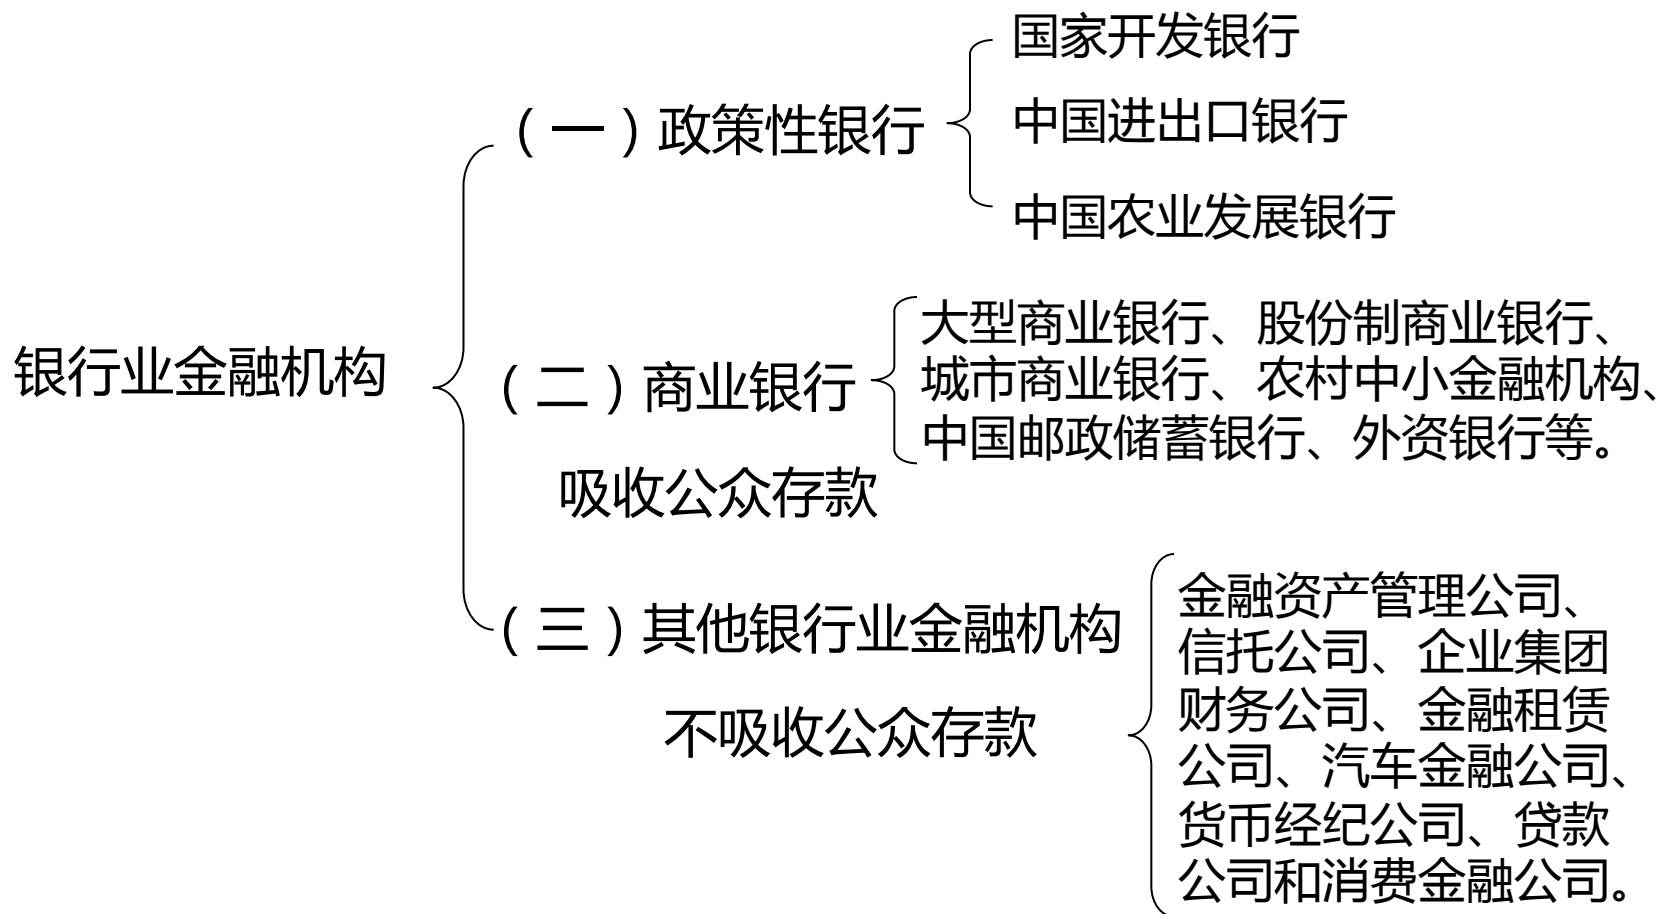 国家开发银行
（一）政策性银行
中国进出口银行
中国农业发展银行
银行业金融机构
（二）商业银行
大型商业银行、股份制商业银行、
城市商业银行、农村中小金融机构、
中国邮政储蓄银行、外资银行等。
吸收公众存款
（三）其他银行业金融机构
不吸收公众存款
金融资产管理公司、
信托公司、企业集团
财务公司、金融租赁
公司、汽车金融公司、
货币经纪公司、贷款
公司和消费金融公司。